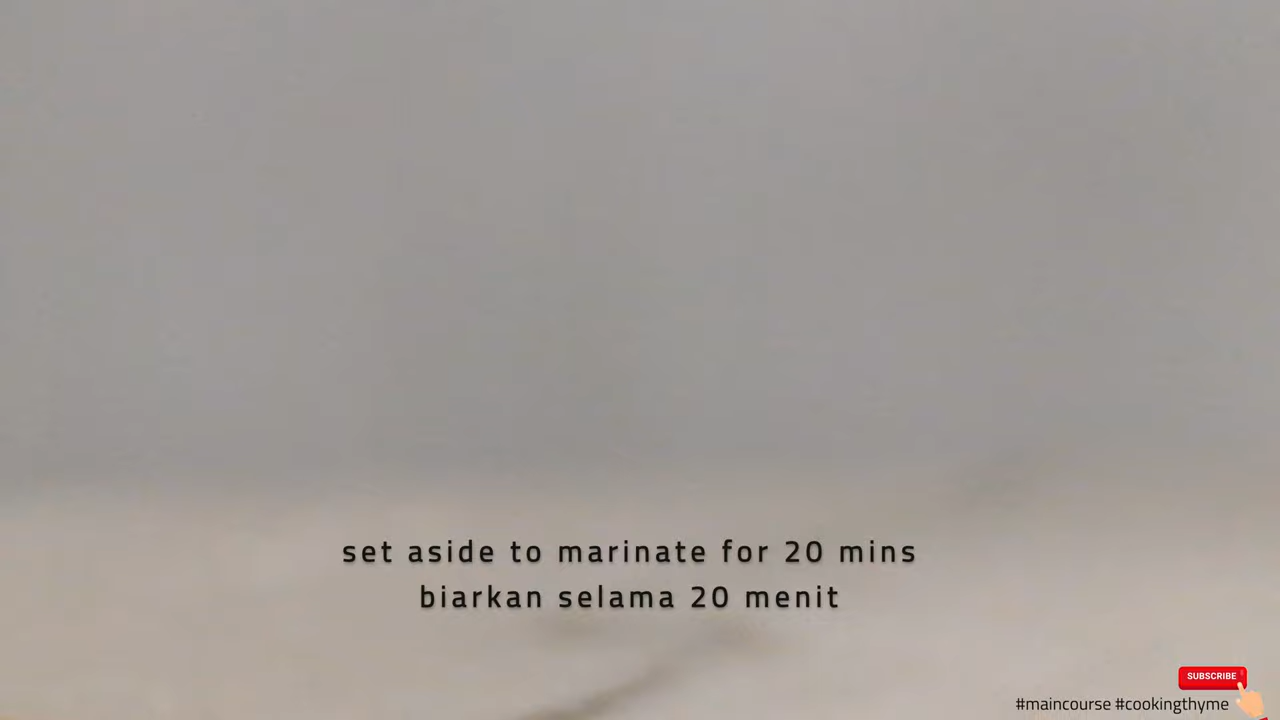 set aside to marinate for 20 mins
biarkan selama 20 menit
SUBSCRIBE
#maincourse #cookingthyme